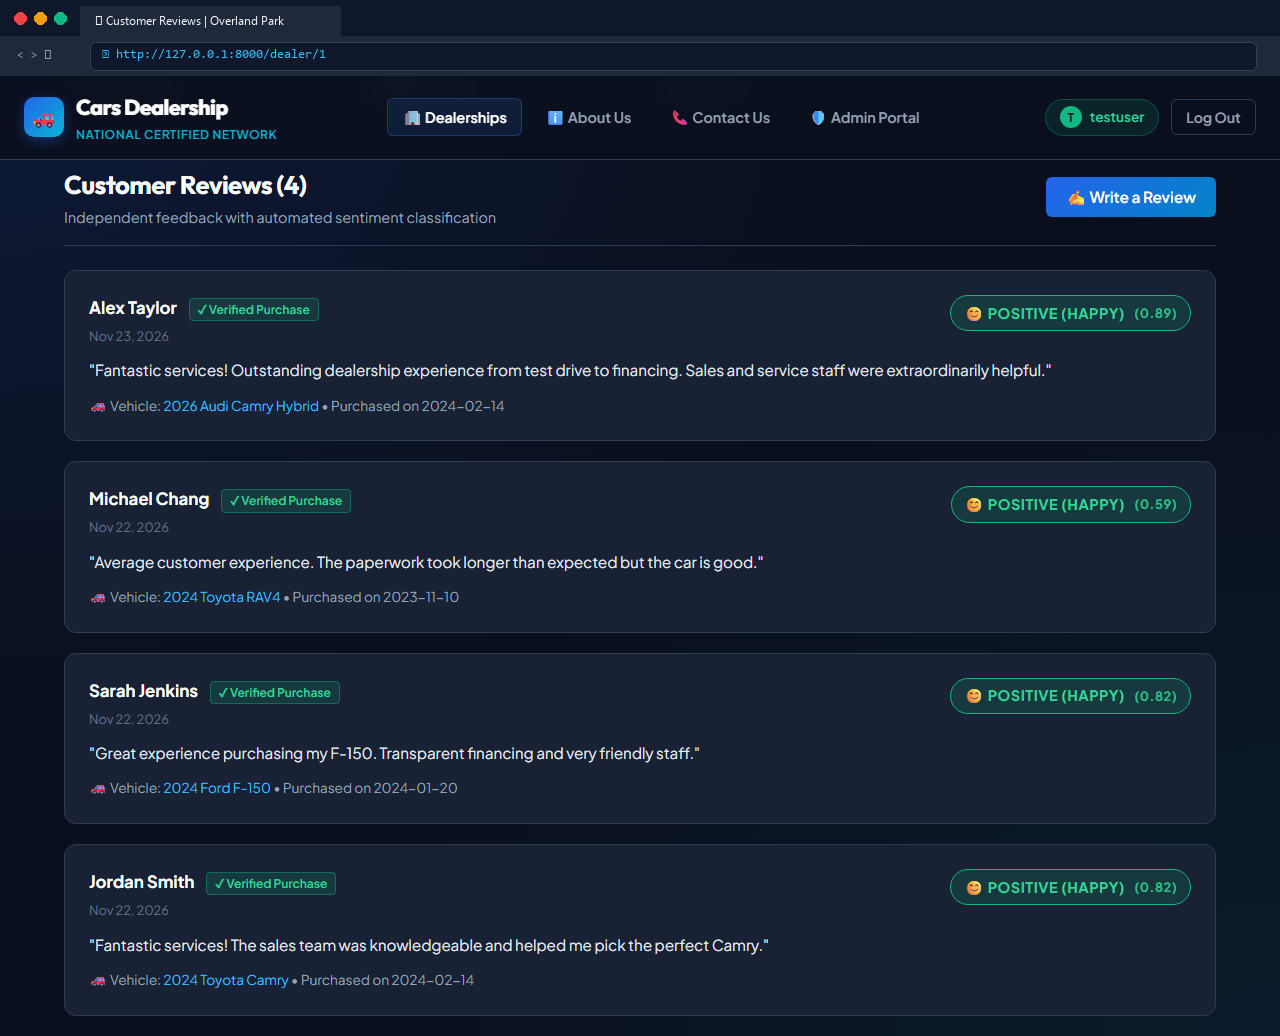 Customer Reviews | Overland Park
< >
http://127.0.0.1:8000/dealer/1
Cars Dealership
NATIONAL CERTIFIED NETWORK
Dealerships
About Us
Contact Us
Admin Portal
T testuser
Log Out
Customer Reviews (4)
Independent feedback with automated sentiment classification
Write a Review
Alex Taylor ✓ Verified Purchase
POSITIVE (HAPPY) (0.89)
Nov 23, 2026
"Fantastic services! Outstanding dealership experience from test drive to financing. Sales and service staff were extraordinarily helpful."
Vehicle: 2026 Audi Camry Hybrid • Purchased on 2024-02-14
Michael Chang ✓ Verified Purchase
POSITIVE (HAPPY) (0.59)
Nov 22, 2026
"Average customer experience. The paperwork took longer than expected but the car is good."
Vehicle: 2024 Toyota RAV4 • Purchased on 2023-11-10
Sarah Jenkins ✓ Verified Purchase
POSITIVE (HAPPY) (0.82)
Nov 22, 2026
"Great experience purchasing my F-150. Transparent financing and very friendly staff."
Vehicle: 2024 Ford F-150 • Purchased on 2024-01-20
Jordan Smith ✓ Verified Purchase
POSITIVE (HAPPY) (0.82)
Nov 22, 2026
"Fantastic services! The sales team was knowledgeable and helped me pick the perfect Camry."
Vehicle: 2024 Toyota Camry • Purchased on 2024-02-14